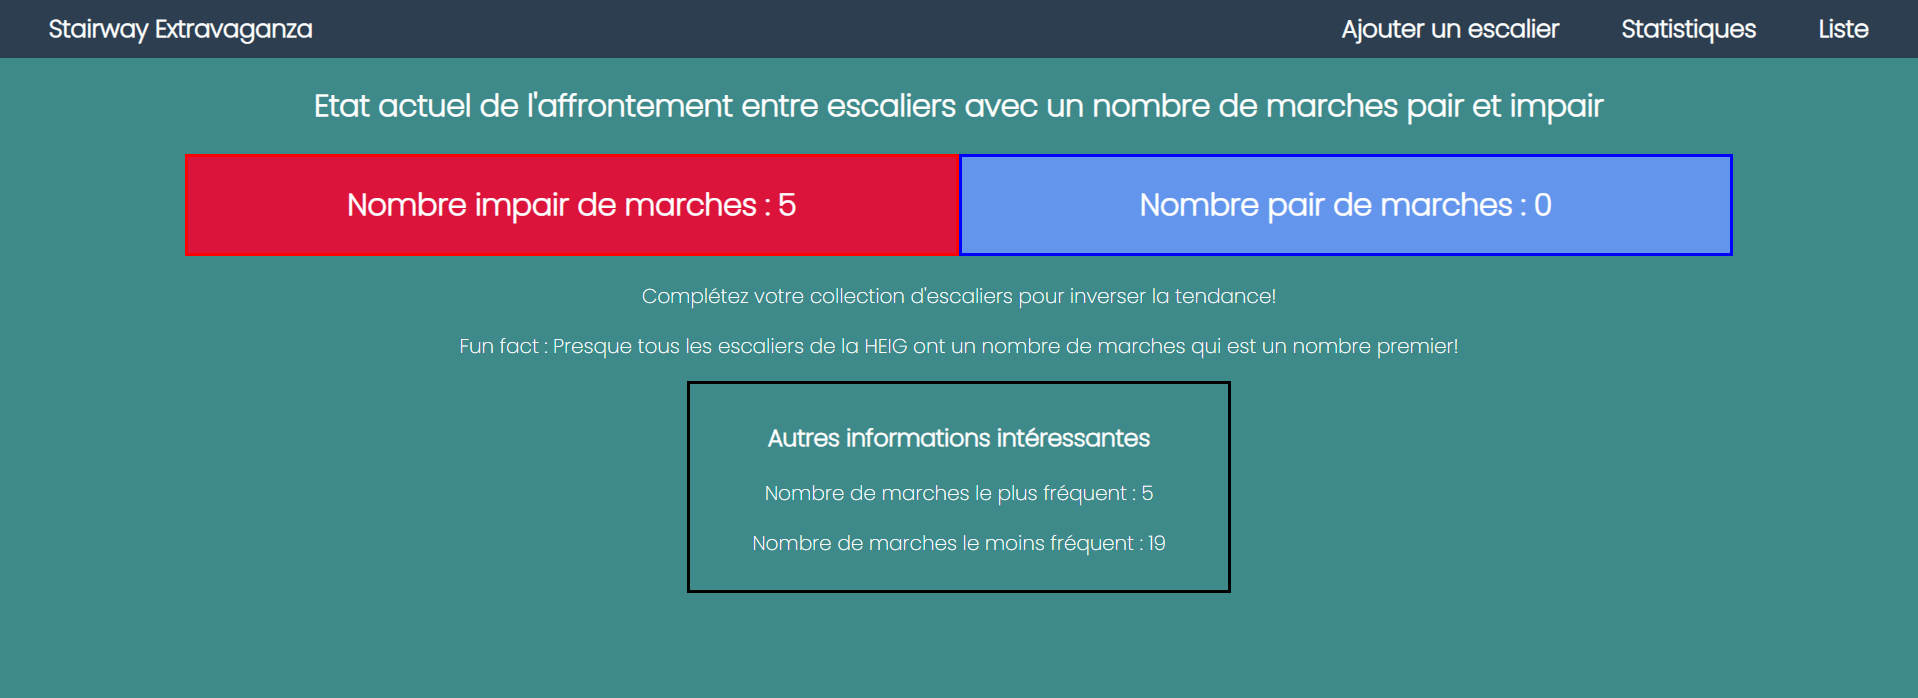 Stairway Extravaganza
Ajouter un escalier
Statistiques
Liste
Etat actuel de l'affrontement entre escaliers avec un nombre de marches pair et impair
Nombre impair de marches : 5
Nombre pair de marches : 0
Complétez votre collection d'escaliers pour inverser la tendance!
Fun fact : Presque tous les escaliers de la HEIG ont un nombre de marches qui est un nombre premier!
Autres informations intéressantes
Nombre de marches le plus fréquent : 5
Nombre de marches le moins fréquent : 19